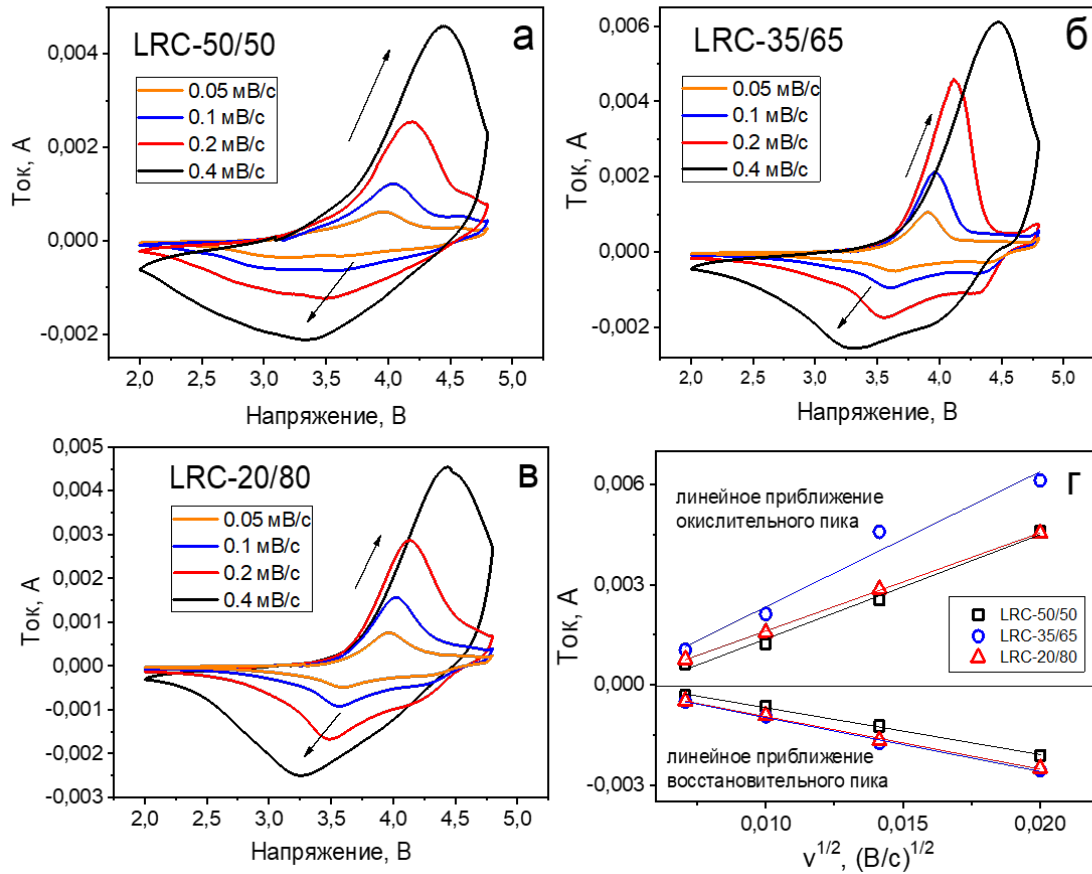 а
LRC-50/50
0.05 мВ/с
0.1 мВ/с
0.2 мВ/с
0.4 мВ/с
Ток, А
0,004
0,002
0,000
-0,002
2,0 2,5 3,0 3,5 4,0 4,5 5,0
Напряжение, В
б
LRC-35/65
0.05 мВ/с
0.1 мВ/с
0.2 мВ/с
0.4 мВ/с
Ток, А
0,006
0,004
0,002
0,000
-0,002
2,0 2,5 3,0 3,5 4,0 4,5 5,0
Напряжение, В
в
LRC-20/80
0.05 мВ/с
0.1 мВ/с
0.2 мВ/с
0.4 мВ/с
Ток, А
0,005
0,004
0,003
0,002
0,001
0,000
-0,001
-0,002
-0,003
2,0 2,5 3,0 3,5 4,0 4,5 5,0
Напряжение, В
г
линейное приближение
окислительного пика
LRC-50/50
LRC-35/65
LRC-20/80
линейное приближение
восстановительного пика
Ток, А
0,006
0,003
0,000
-0,003
0,010 0,015 0,020
v^1/2, (В/с)^1/2